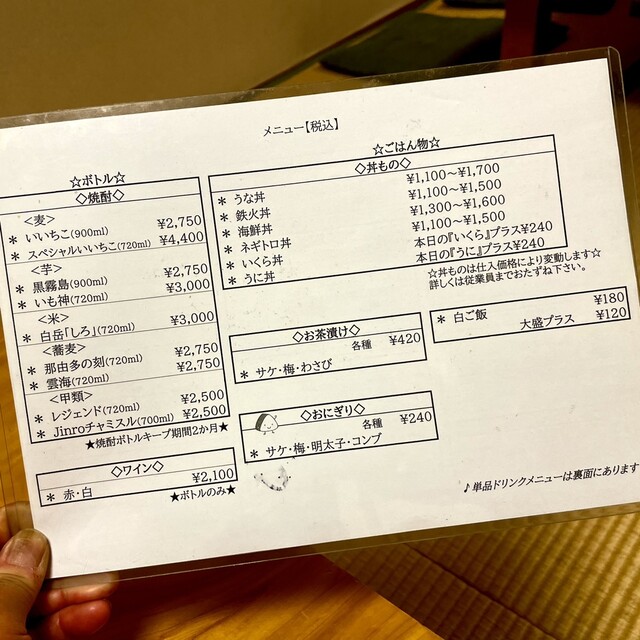 メニュー【税込】
☆ボトル☆
◇焼酎◇
<麦>
* いいちこ(900ml) ¥2,750
* スペシャルいいちこ(720ml) ¥4,400
<芋>
* 黒霧島(900ml) ¥2,750
* いも神(720ml) ¥3,000
<米>
* 白岳「しろ」(720ml) ¥3,000
<蕎麦>
* 那由多の刻(720ml) ¥2,750
* 雲海(720ml) ¥2,750
<甲類>
* レジェンド(720ml) ¥2,500
* Jinroチャミスル(700ml) ¥2,500
★焼酎ボトルキープ期間2か月★
◇ワイン◇
* 赤・白 ¥2,100
★ボトルのみ★
☆ごはん物☆
◇丼もの◇
* うな丼 ¥1,100〜¥1,700
* 鉄火丼 ¥1,100〜¥1,500
* 海鮮丼 ¥1,300〜¥1,600
* ネギトロ丼 ¥1,100〜¥1,500
* いくら丼 本日の『いくら』プラス¥240
* うに丼 本日の『うに』プラス¥240
☆丼ものは仕入価格により変動します☆
詳しくは従業員までおたずね下さい。
◇お茶漬け◇
各種 ¥420
* サケ・梅・わさび
* 白ご飯 ¥180
大盛プラス ¥120
◇おにぎり◇
各種 ¥240
* サケ・梅・明太子・コンブ
♪単品ドリンクメニューは裏面にあります